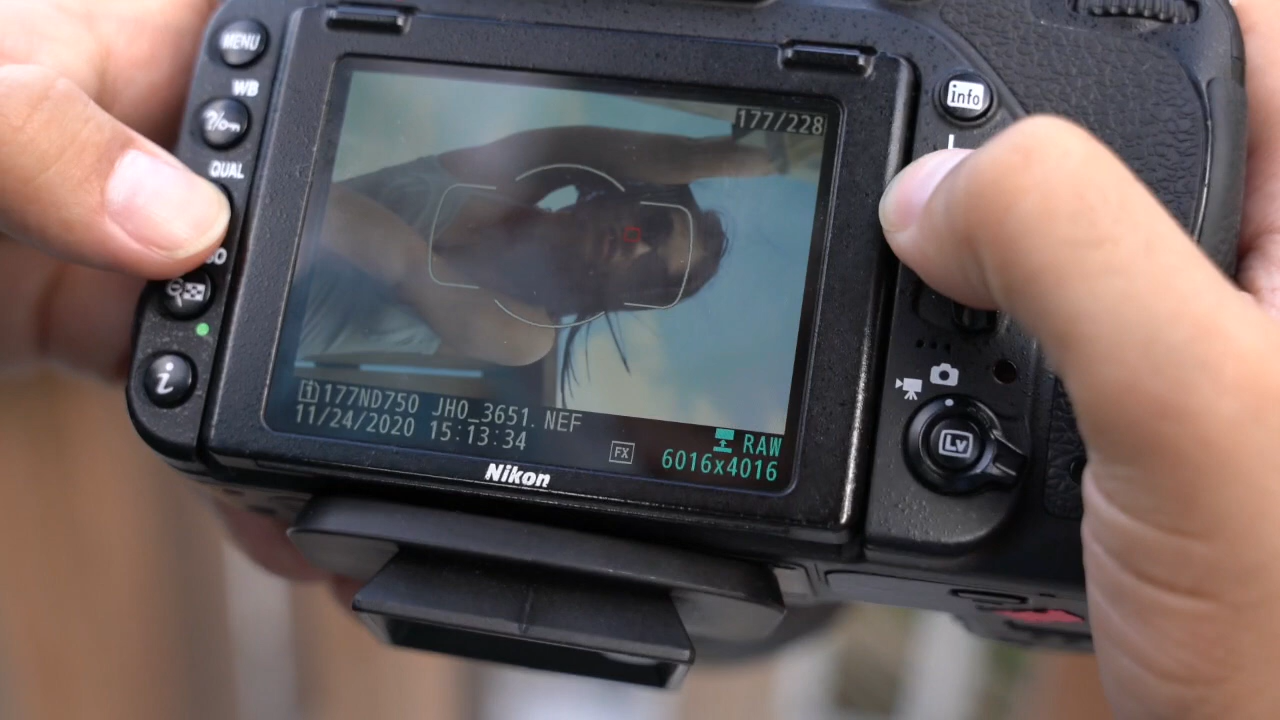 MENU
WB
?/
QUAL
info
177/228
177ND750 JHO_3651.NEF
11/24/2020 15:13:34
FX
RAW
6016x4016
i
Lv
Nikon